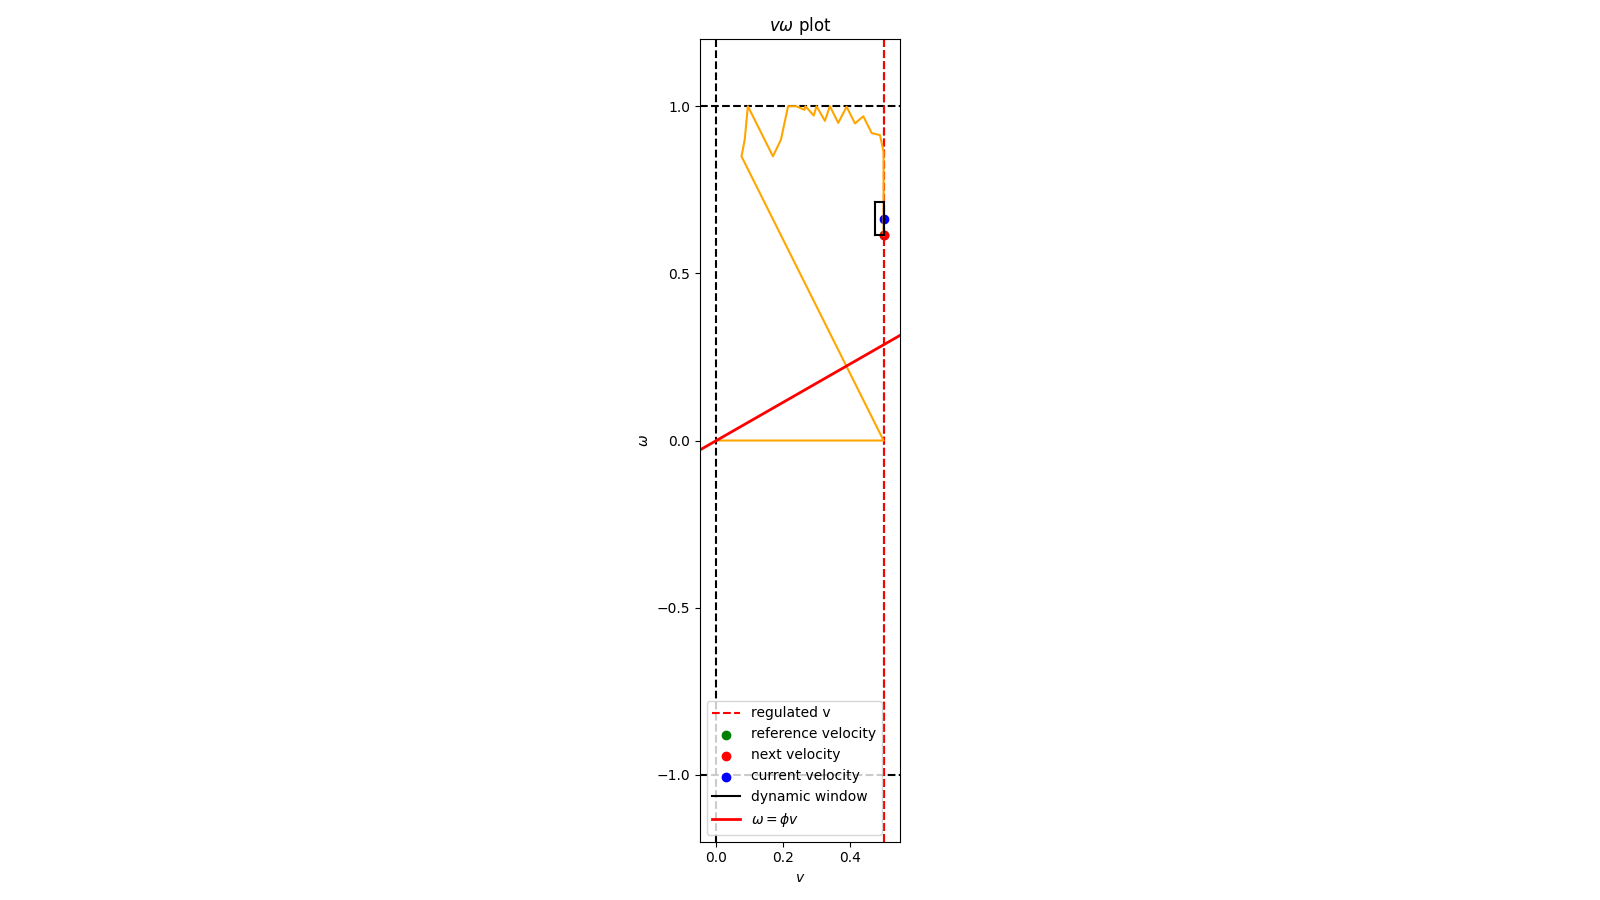 vω plot
1.0
0.5
ω
0.0
−0.5
−1.0
regulated v
reference velocity
next velocity
current velocity
dynamic window
ω = ϕv
0.0 0.2 0.4
v